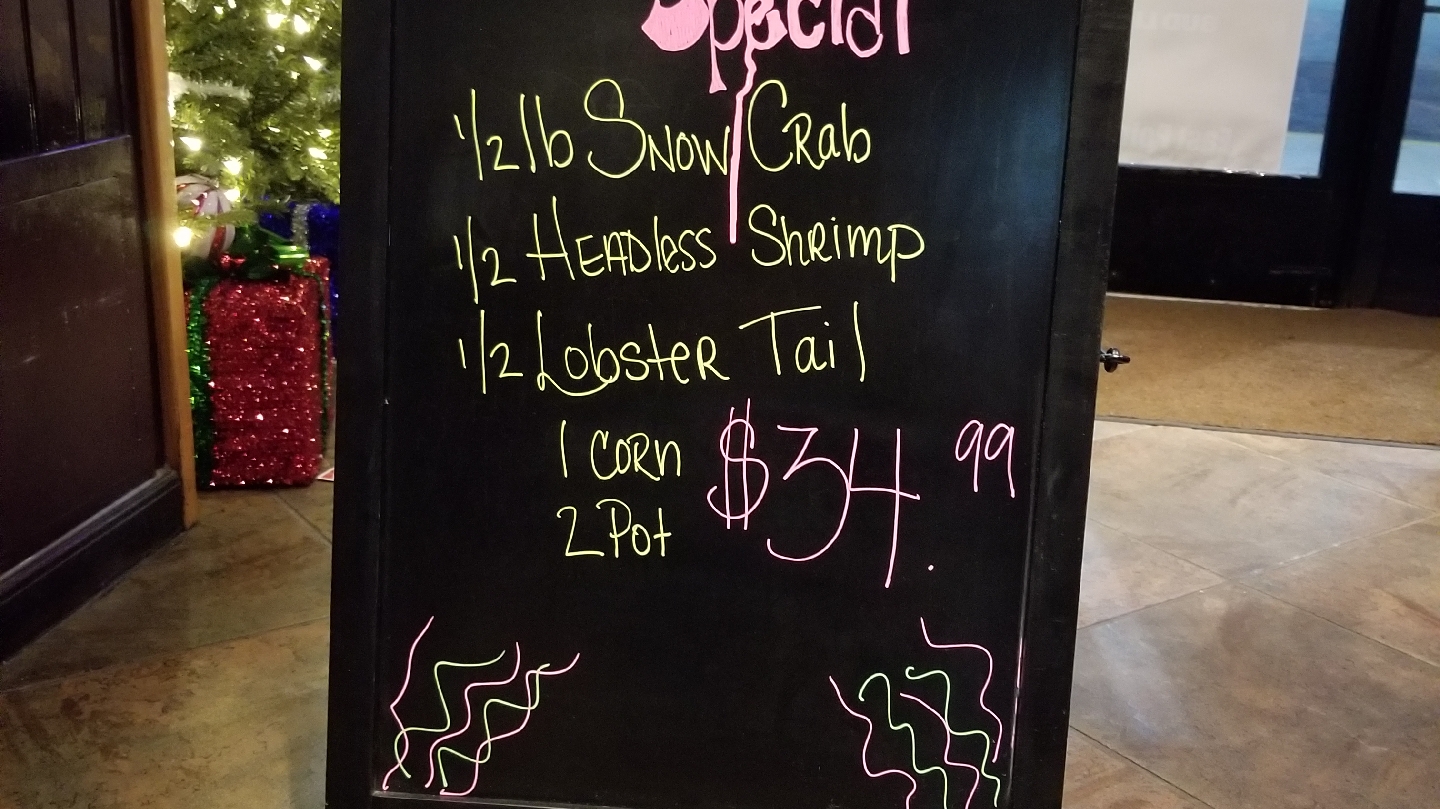 Special
1/2 lb Snow Crab
1/2 Headless Shrimp
1/2 Lobster Tail
1 Corn
2 Pot
$34.99